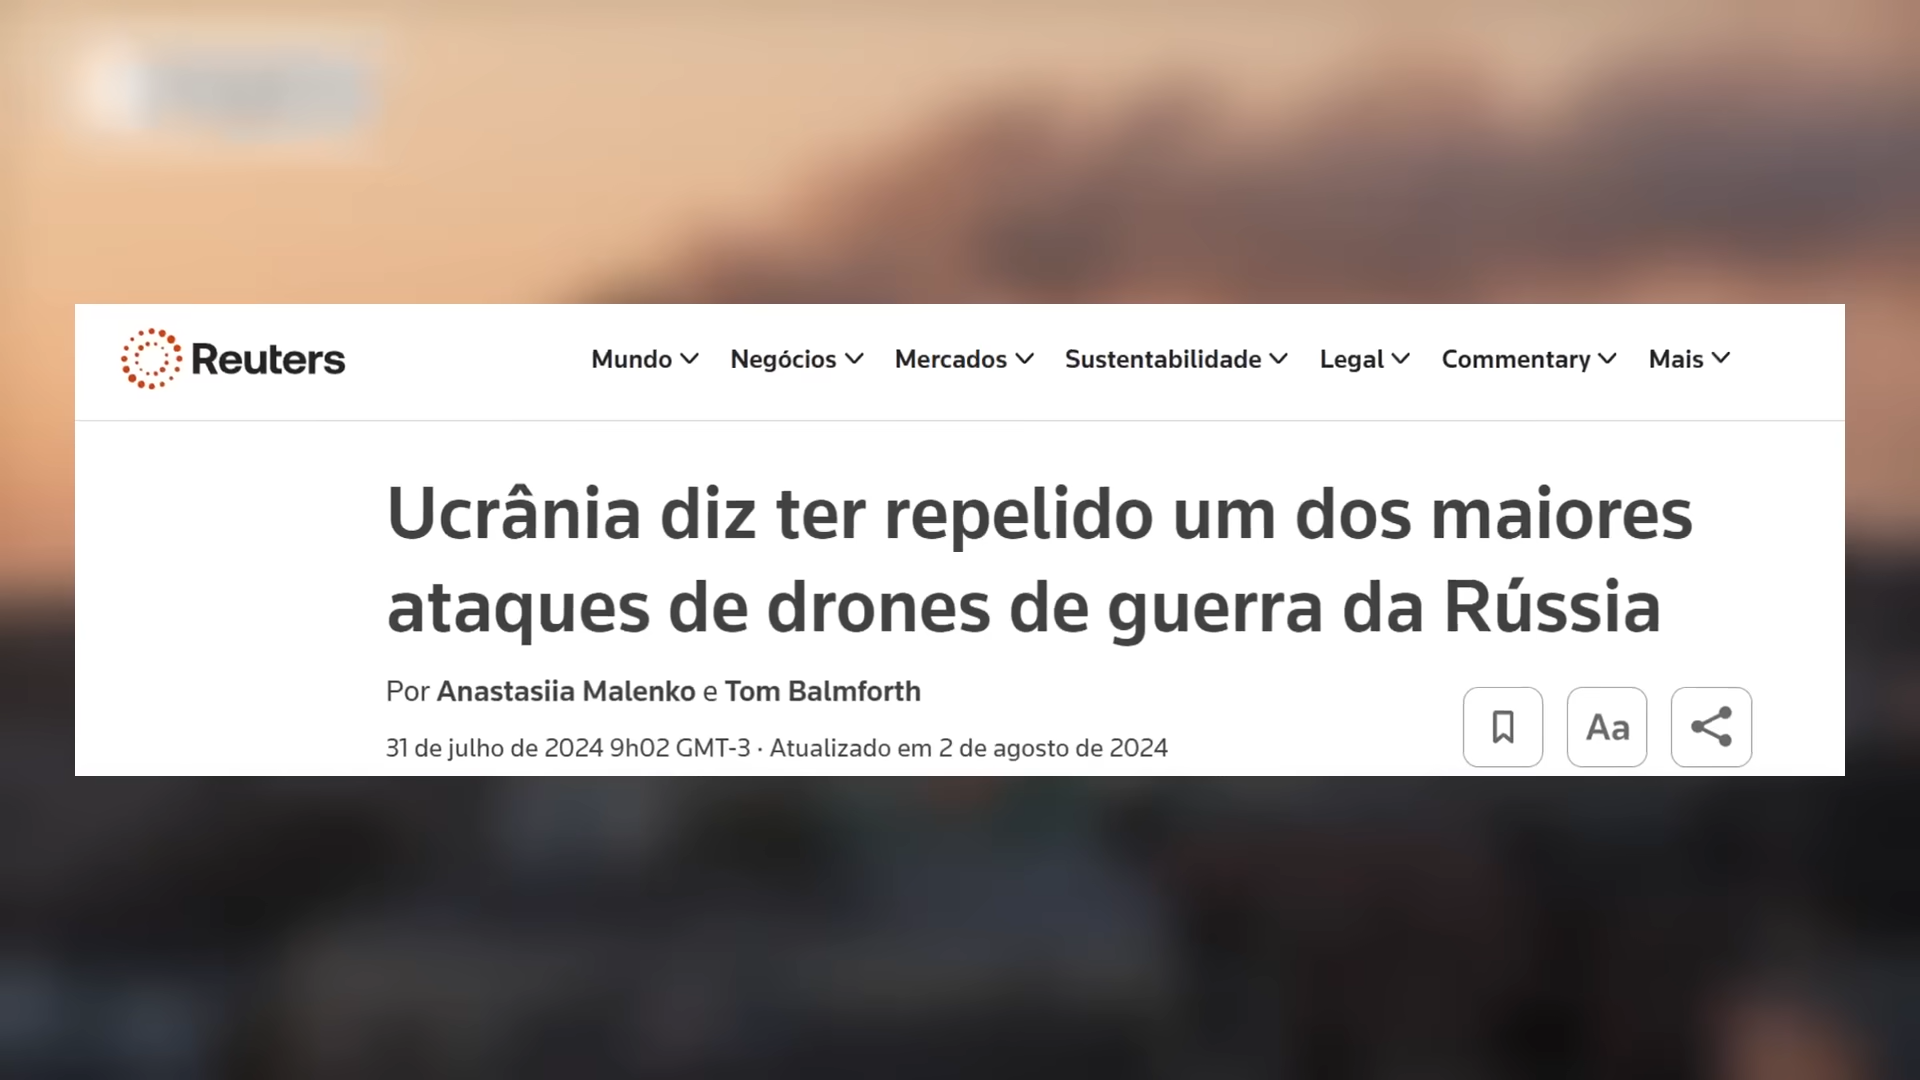 Reuters
Mundo Negócios Mercados Sustentabilidade Legal Commentary Mais
Ucrânia diz ter repelido um dos maiores
ataques de drones de guerra da Rússia
Por Anastasiia Malenko e Tom Balmforth
31 de julho de 2024 9h02 GMT-3 · Atualizado em 2 de agosto de 2024
Aa